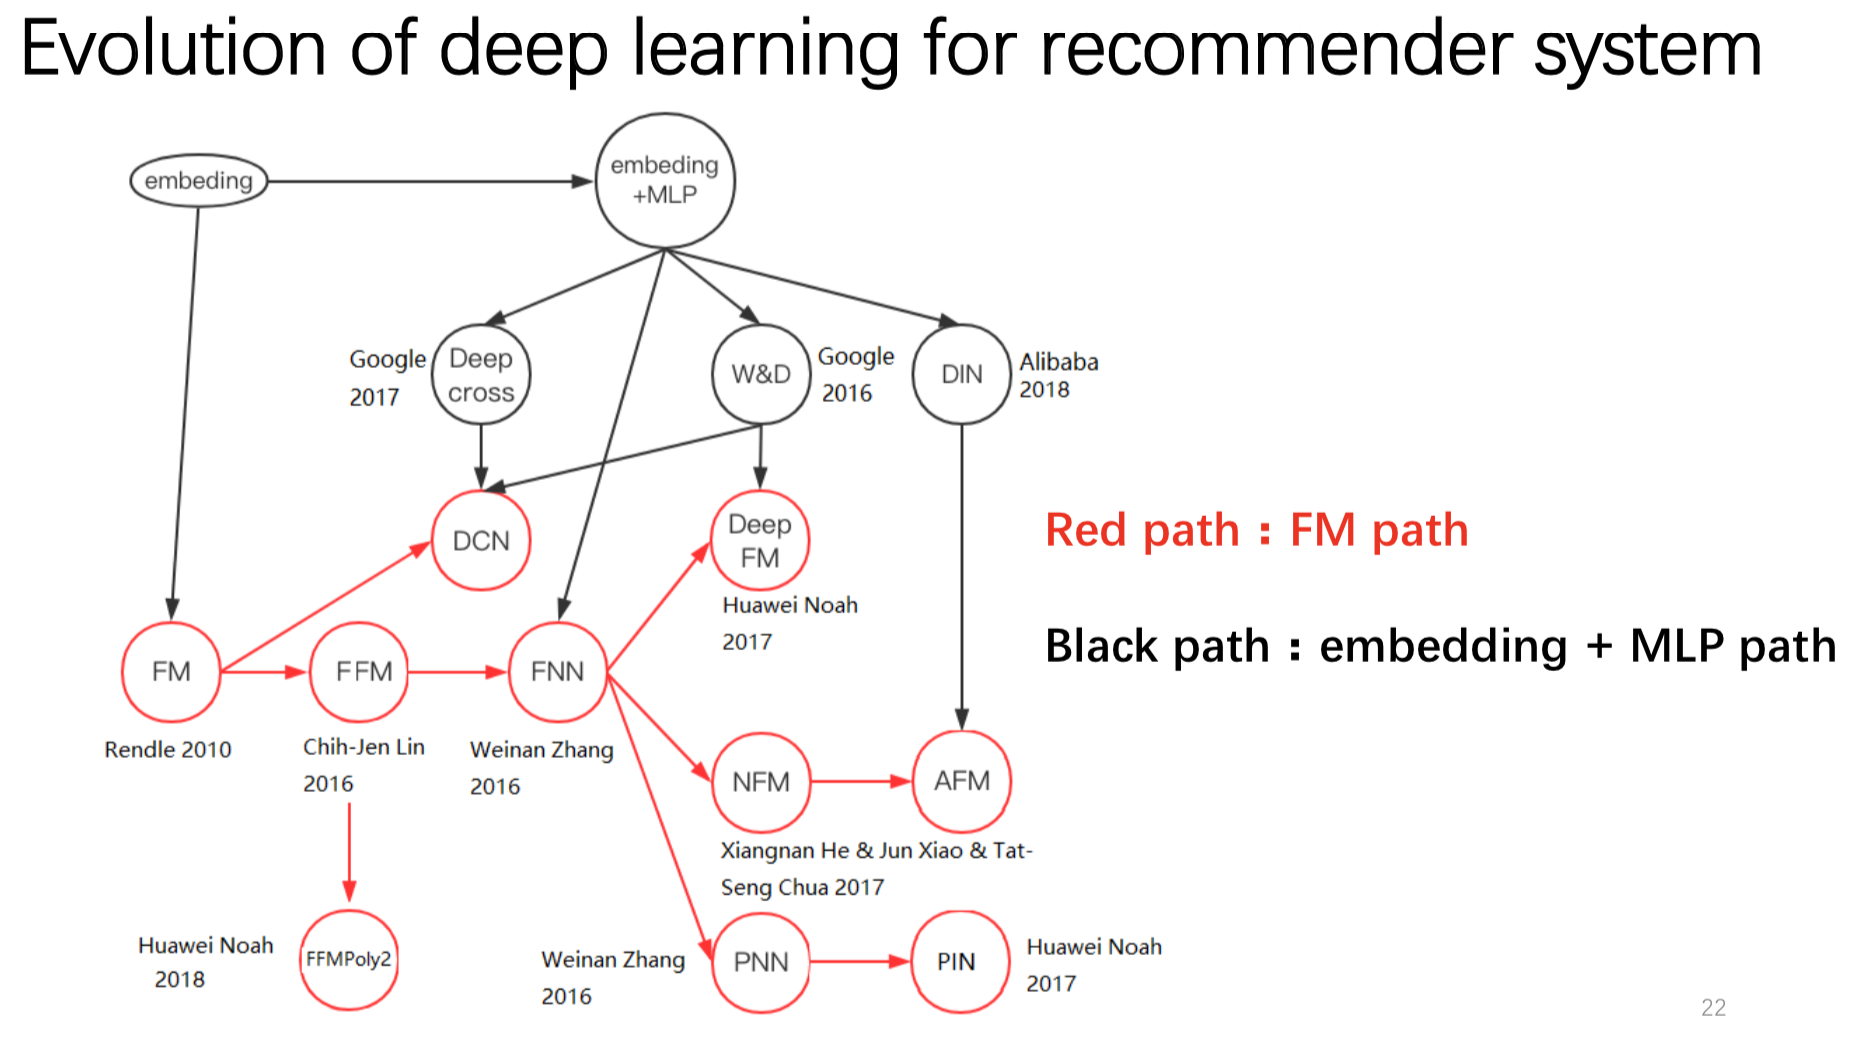 Evolution of deep learning for recommender system
embeding
embeding
+MLP
Google
2017
Deep
cross
W&D
Google
2016
DIN
Alibaba
2018
DCN
Deep
FM
Huawei Noah
2017
Red path：FM path
Black path：embedding + MLP path
FM
Rendle 2010
FFM
Chih-Jen Lin
2016
FNN
Weinan Zhang
2016
NFM
AFM
Xiangnan He & Jun Xiao & Tat-
Seng Chua 2017
Huawei Noah
2018
FFMPoly2
Weinan Zhang
2016
PNN
PIN
Huawei Noah
2017
22